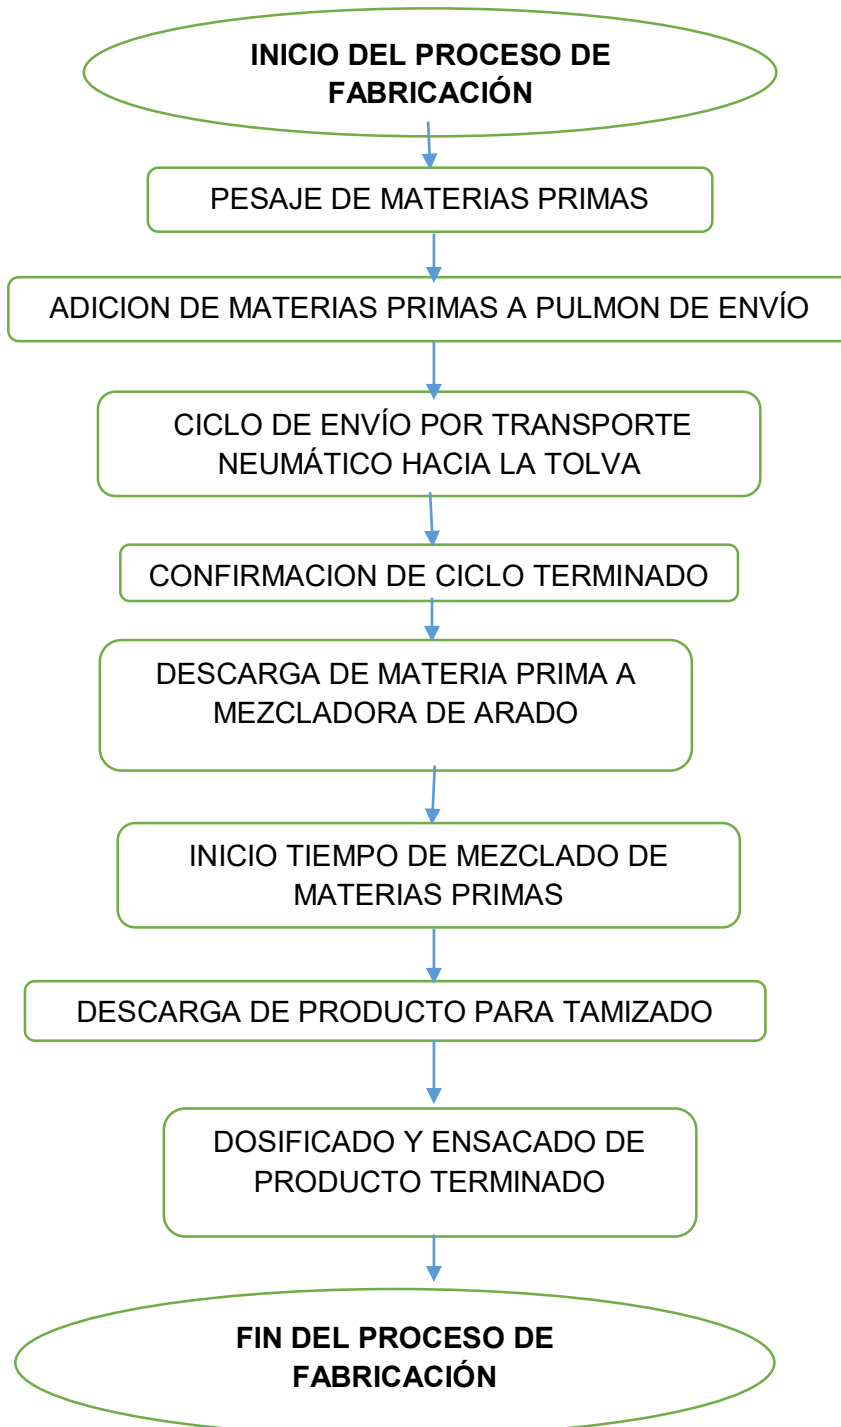 INICIO DEL PROCESO DE
FABRICACIÓN
PESAJE DE MATERIAS PRIMAS
ADICION DE MATERIAS PRIMAS A PULMON DE ENVÍO
CICLO DE ENVÍO POR TRANSPORTE
NEUMÁTICO HACIA LA TOLVA
CONFIRMACION DE CICLO TERMINADO
DESCARGA DE MATERIA PRIMA A
MEZCLADORA DE ARADO
INICIO TIEMPO DE MEZCLADO DE
MATERIAS PRIMAS
DESCARGA DE PRODUCTO PARA TAMIZADO
DOSIFICADO Y ENSACADO DE
PRODUCTO TERMINADO
FIN DEL PROCESO DE
FABRICACIÓN